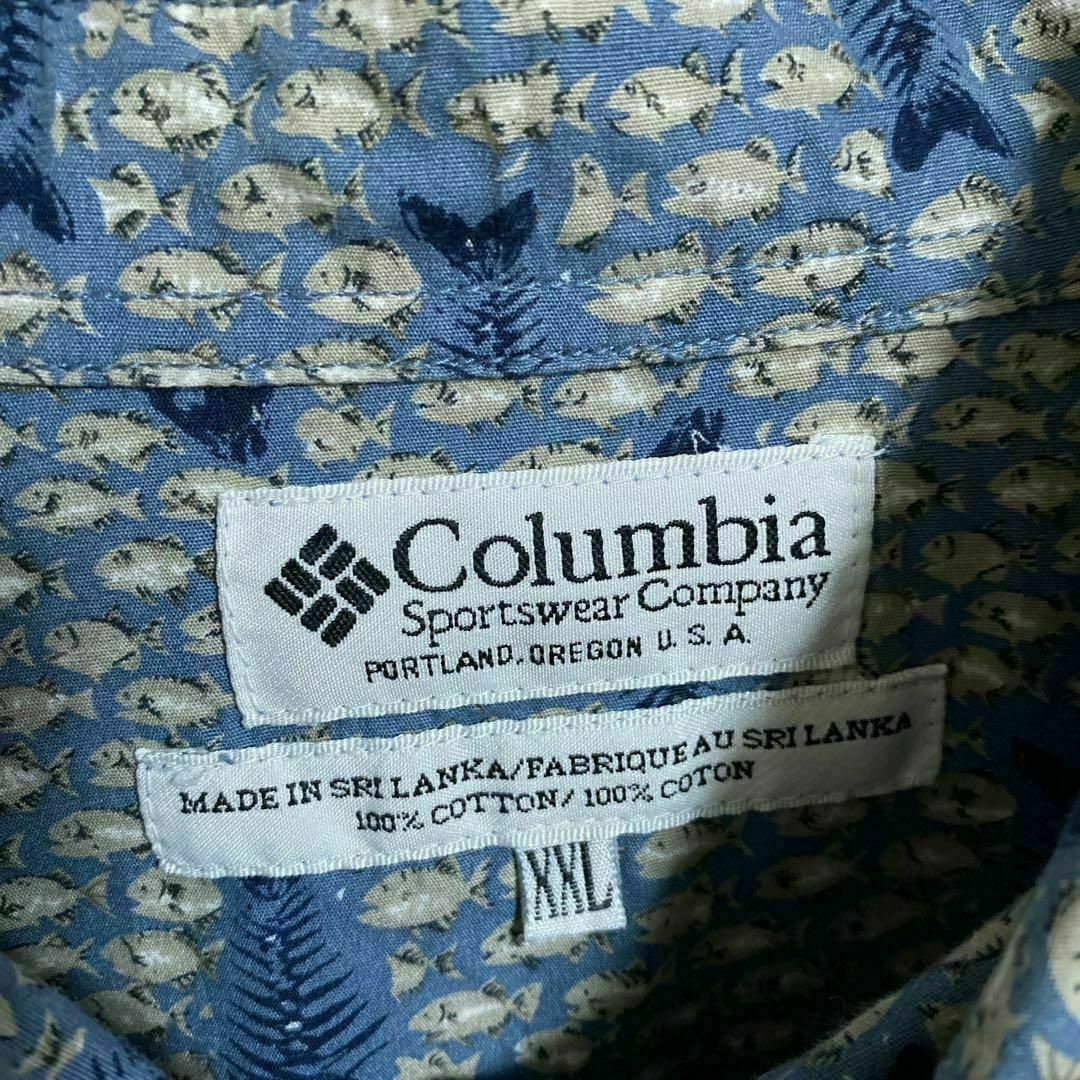 Columbia
Sportswear Company
PORTLAND, OREGON U. S. A.
MADE IN SRI LANKA/FABRIQUE AU SRI LANKA
100% COTTON/ 100% COTON
XXL